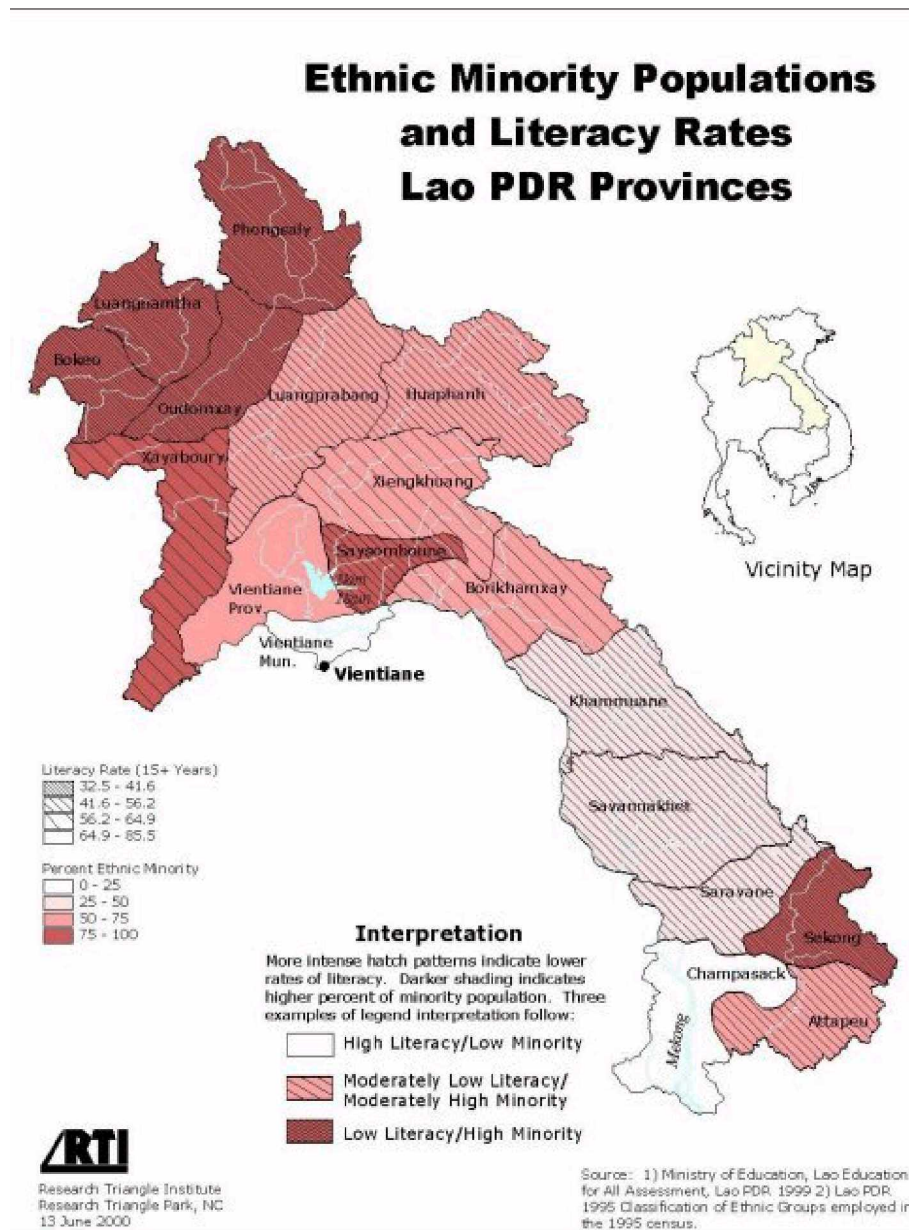 Ethnic Minority Populations
and Literacy Rates
Lao PDR Provinces
Phongsaly
Luangnamtha
Bokeo
Oudomxay
Luangprabang
Huaphanh
Xayaboury
Xiengkhuang
Saysomboune
Vientiane
Prov.
Borikhamxay
Vicinity Map
Vientiane
Mun.
Vientiane
Khammuane
Literacy Rate (15+ Years)
32.5 - 41.6
41.6 - 56.2
56.2 - 64.9
64.9 - 85.5
Savannakhet
Percent Ethnic Minority
0 - 25
25 - 50
50 - 75
75 - 100
Saravane
Sekong
Champasack
Attapeu
Mekong
Interpretation
More intense hatch patterns indicate lower
rates of literacy. Darker shading indicates
higher percent of minority population. Three
examples of legend interpretation follow:
High Literacy/Low Minority
Moderately Low Literacy/
Moderately High Minority
Low Literacy/High Minority
RTI
Research Triangle Institute
Research Triangle Park, NC
13 June 2000
Source: 1) Ministry of Education, Lao Education
for All Assessment, Lao PDR 1999 2) Lao PDR
1995 Classification of Ethnic Groups employed in
the 1995 census.